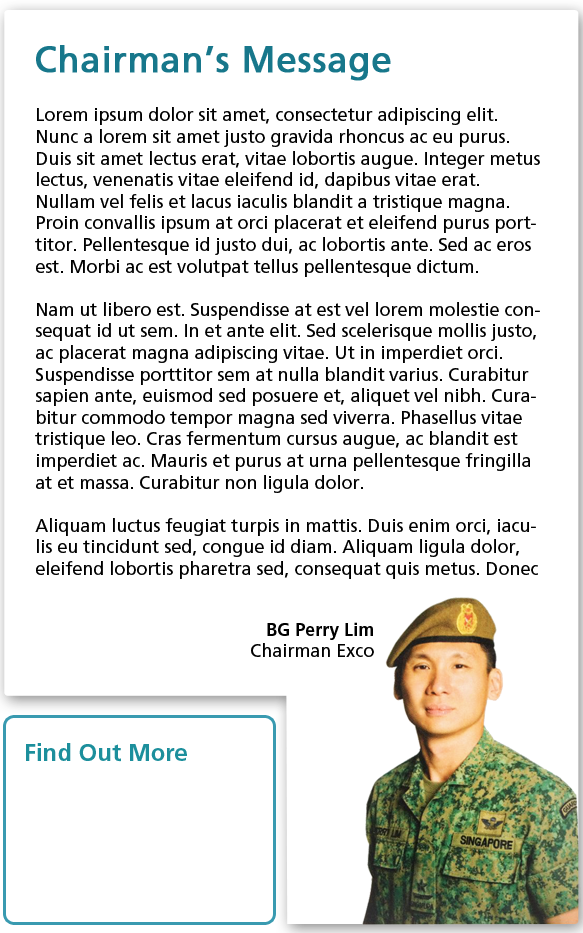 Chairman’s Message
Lorem ipsum dolor sit amet, consectetur adipiscing elit.
Nunc a lorem sit amet justo gravida rhoncus ac eu purus.
Duis sit amet lectus erat, vitae lobortis augue. Integer metus
lectus, venenatis vitae eleifend id, dapibus vitae erat.
Nullam vel felis et lacus iaculis blandit a tristique magna.
Proin convallis ipsum at orci placerat et eleifend purus port-
titor. Pellentesque id justo dui, ac lobortis ante. Sed ac eros
est. Morbi ac est volutpat tellus pellentesque dictum.
Nam ut libero est. Suspendisse at est vel lorem molestie con-
sequat id ut sem. In et ante elit. Sed scelerisque mollis justo,
ac placerat magna adipiscing vitae. Ut in imperdiet orci.
Suspendisse porttitor sem at nulla blandit varius. Curabitur
sapien ante, euismod sed posuere et, aliquet vel nibh. Cura-
bitur commodo tempor magna sed viverra. Phasellus vitae
tristique leo. Cras fermentum cursus augue, ac blandit est
imperdiet ac. Mauris et purus at urna pellentesque fringilla
at et massa. Curabitur non ligula dolor.
Aliquam luctus feugiat turpis in mattis. Duis enim orci, iacu-
lis eu tincidunt sed, congue id diam. Aliquam ligula dolor,
eleifend lobortis pharetra sed, consequat quis metus. Donec
BG Perry Lim
Chairman Exco
Find Out More
LIM
SINGAPORE